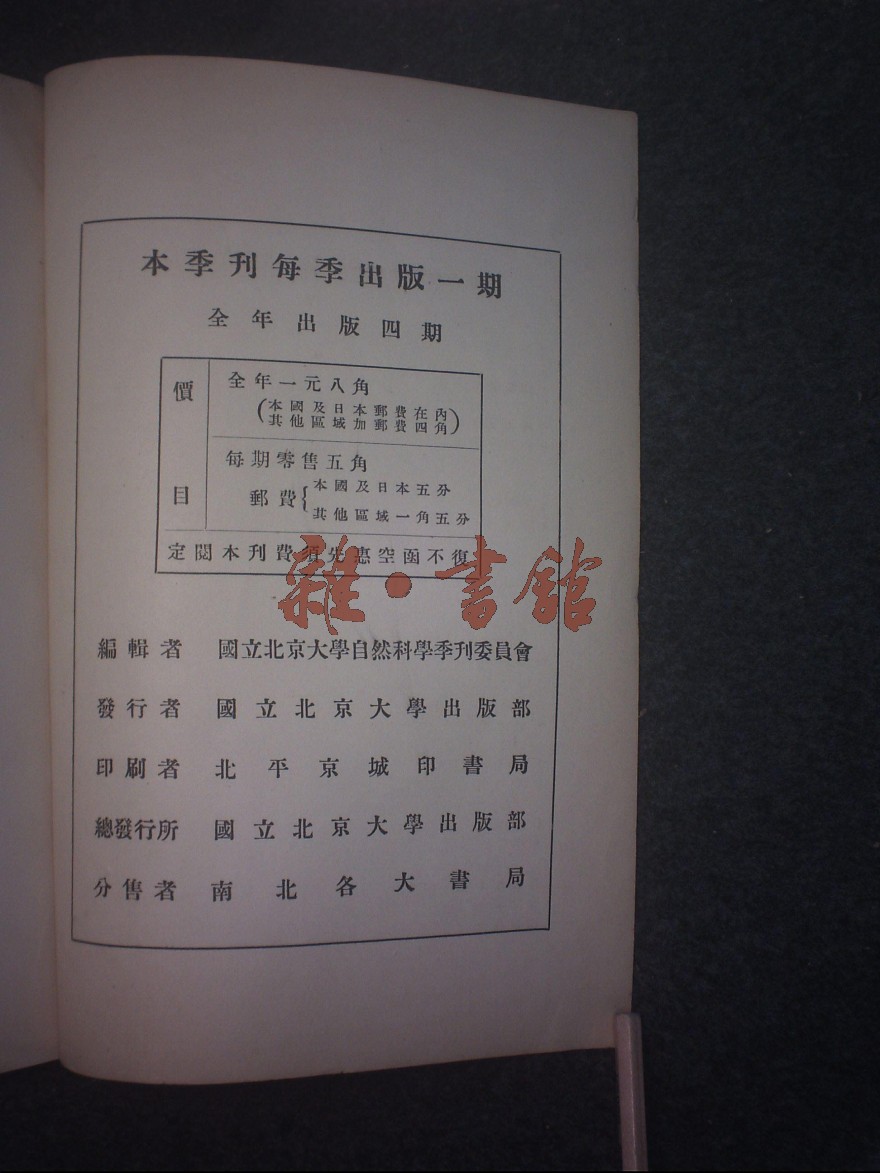 本季刊每季出版一期
全年出版四期
價目
全年一元八角
(本國及日本郵費在內
其他區域加郵費四角)
每期零售五角
郵費{本國及日本五分
其他區域一角五分
定閱本刊費須先惠空函不復
雜·書館
編輯者 國立北京大學自然科學季刊委員會
發行者 國立北京大學出版部
印刷者 北平京城印書局
總發行所 國立北京大學出版部
分售者 南北各大書局